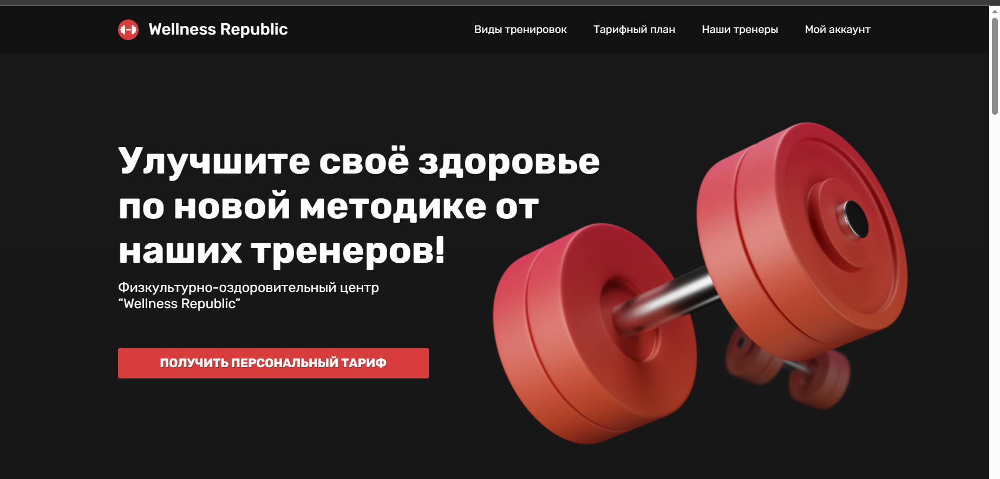 Wellness Republic
Виды тренировок
Тарифный план
Наши тренеры
Мой аккаунт
Улучшите своё здоровье
по новой методике от
наших тренеров!
Физкультурно-оздоровительный центр
“Wellness Republic”
ПОЛУЧИТЬ ПЕРСОНАЛЬНЫЙ ТАРИФ